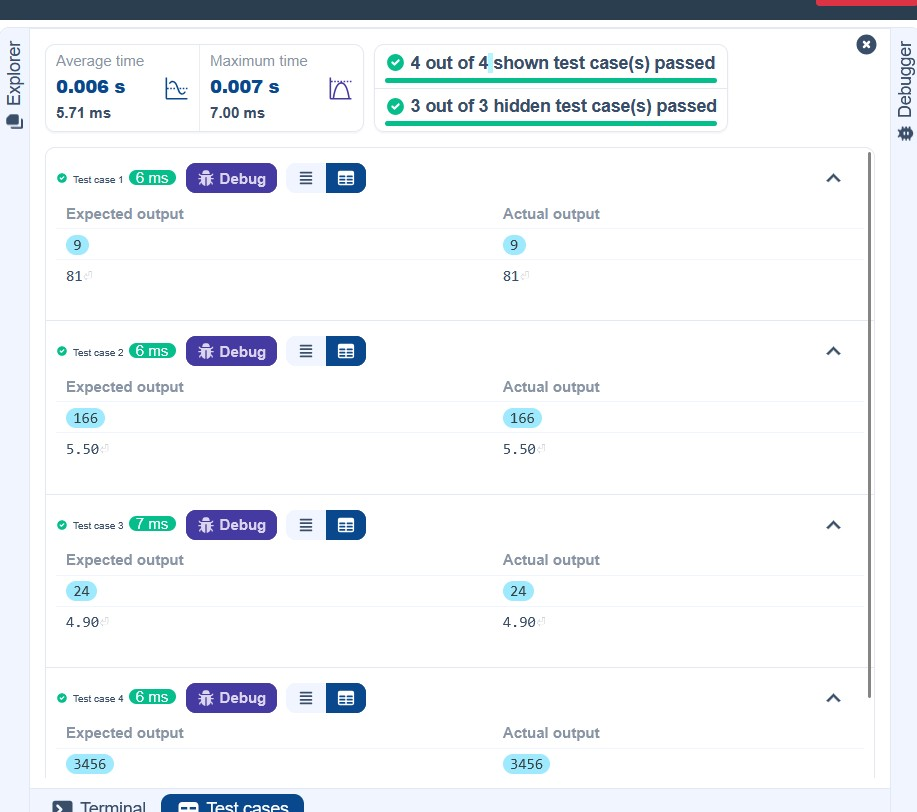 Explorer
Debugger
Average time
0.006 s
5.71 ms
Maximum time
0.007 s
7.00 ms
4 out of 4 shown test case(s) passed
3 out of 3 hidden test case(s) passed
Test case 1 6 ms Debug
Expected output Actual output
9 9
81⏎ 81⏎
Test case 2 6 ms Debug
Expected output Actual output
166 166
5.50⏎ 5.50⏎
Test case 3 7 ms Debug
Expected output Actual output
24 24
4.90⏎ 4.90⏎
Test case 4 6 ms Debug
Expected output Actual output
3456 3456
Terminal Test cases